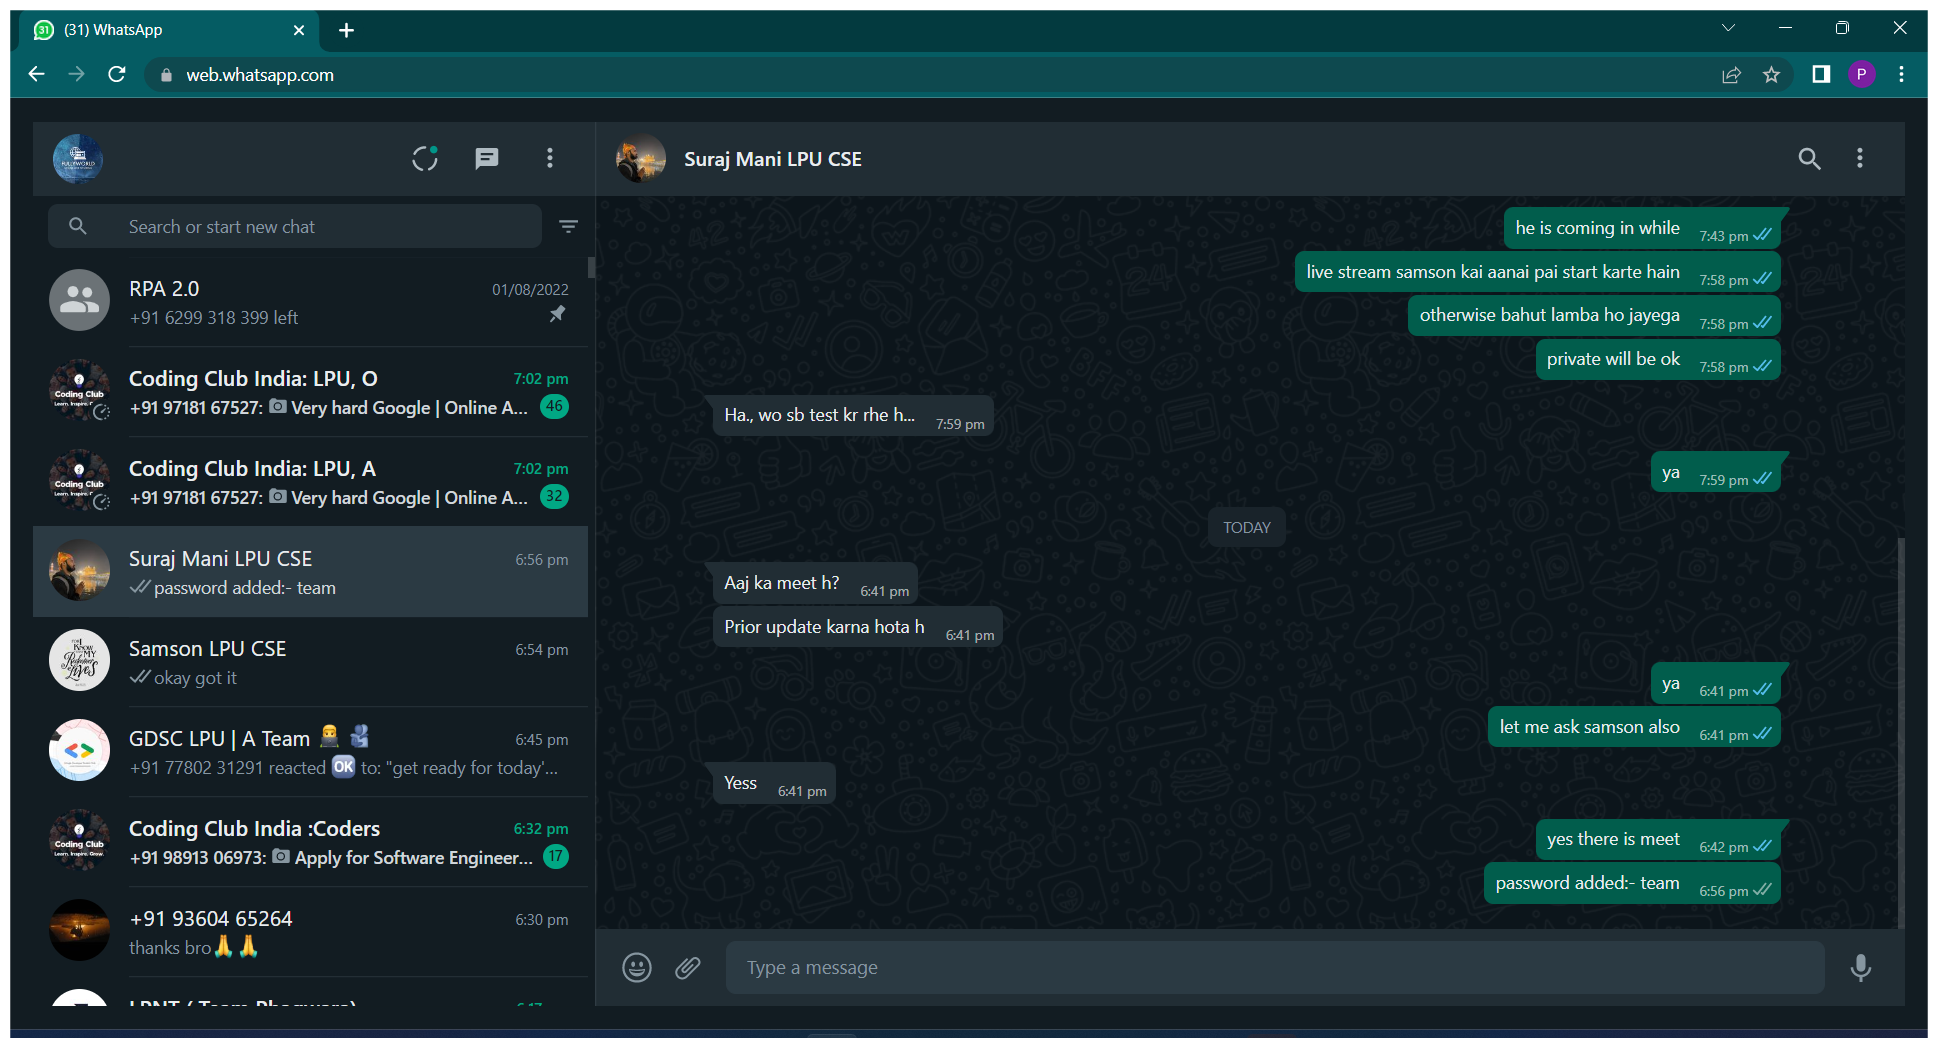 (31) WhatsApp
web.whatsapp.com
P
Search or start new chat
RPA 2.0
01/08/2022
+91 6299 318 399 left
Coding Club India: LPU, O
7:02 pm
+91 97181 67527: Very hard Google | Online A...
46
Coding Club India: LPU, A
7:02 pm
+91 97181 67527: Very hard Google | Online A...
32
Suraj Mani LPU CSE
6:56 pm
password added:- team
Samson LPU CSE
6:54 pm
okay got it
GDSC LPU | A Team
6:45 pm
+91 77802 31291 reacted 🆗 to: "get ready for today'...
Coding Club India :Coders
6:32 pm
+91 98913 06973: Apply for Software Engineer...
17
+91 93604 65264
6:30 pm
thanks bro🙏🙏
Suraj Mani LPU CSE
he is coming in while 7:43 pm
live stream samson kai aanai pai start karte hain 7:58 pm
otherwise bahut lamba ho jayega 7:58 pm
private will be ok 7:58 pm
Ha., wo sb test kr rhe h... 7:59 pm
ya 7:59 pm
TODAY
Aaj ka meet h? 6:41 pm
Prior update karna hota h 6:41 pm
ya 6:41 pm
let me ask samson also 6:41 pm
Yess 6:41 pm
yes there is meet 6:42 pm
password added:- team 6:56 pm
Type a message